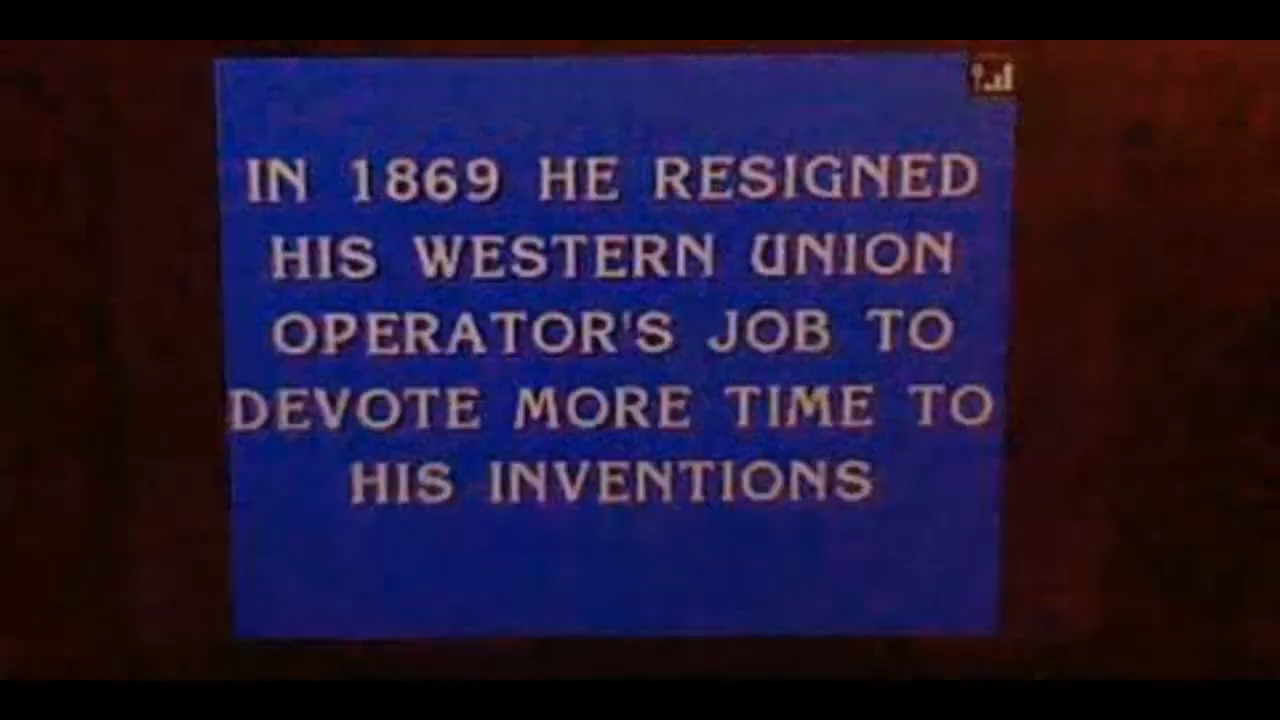 IN 1869 HE RESIGNED
HIS WESTERN UNION
OPERATOR'S JOB TO
DEVOTE MORE TIME TO
HIS INVENTIONS